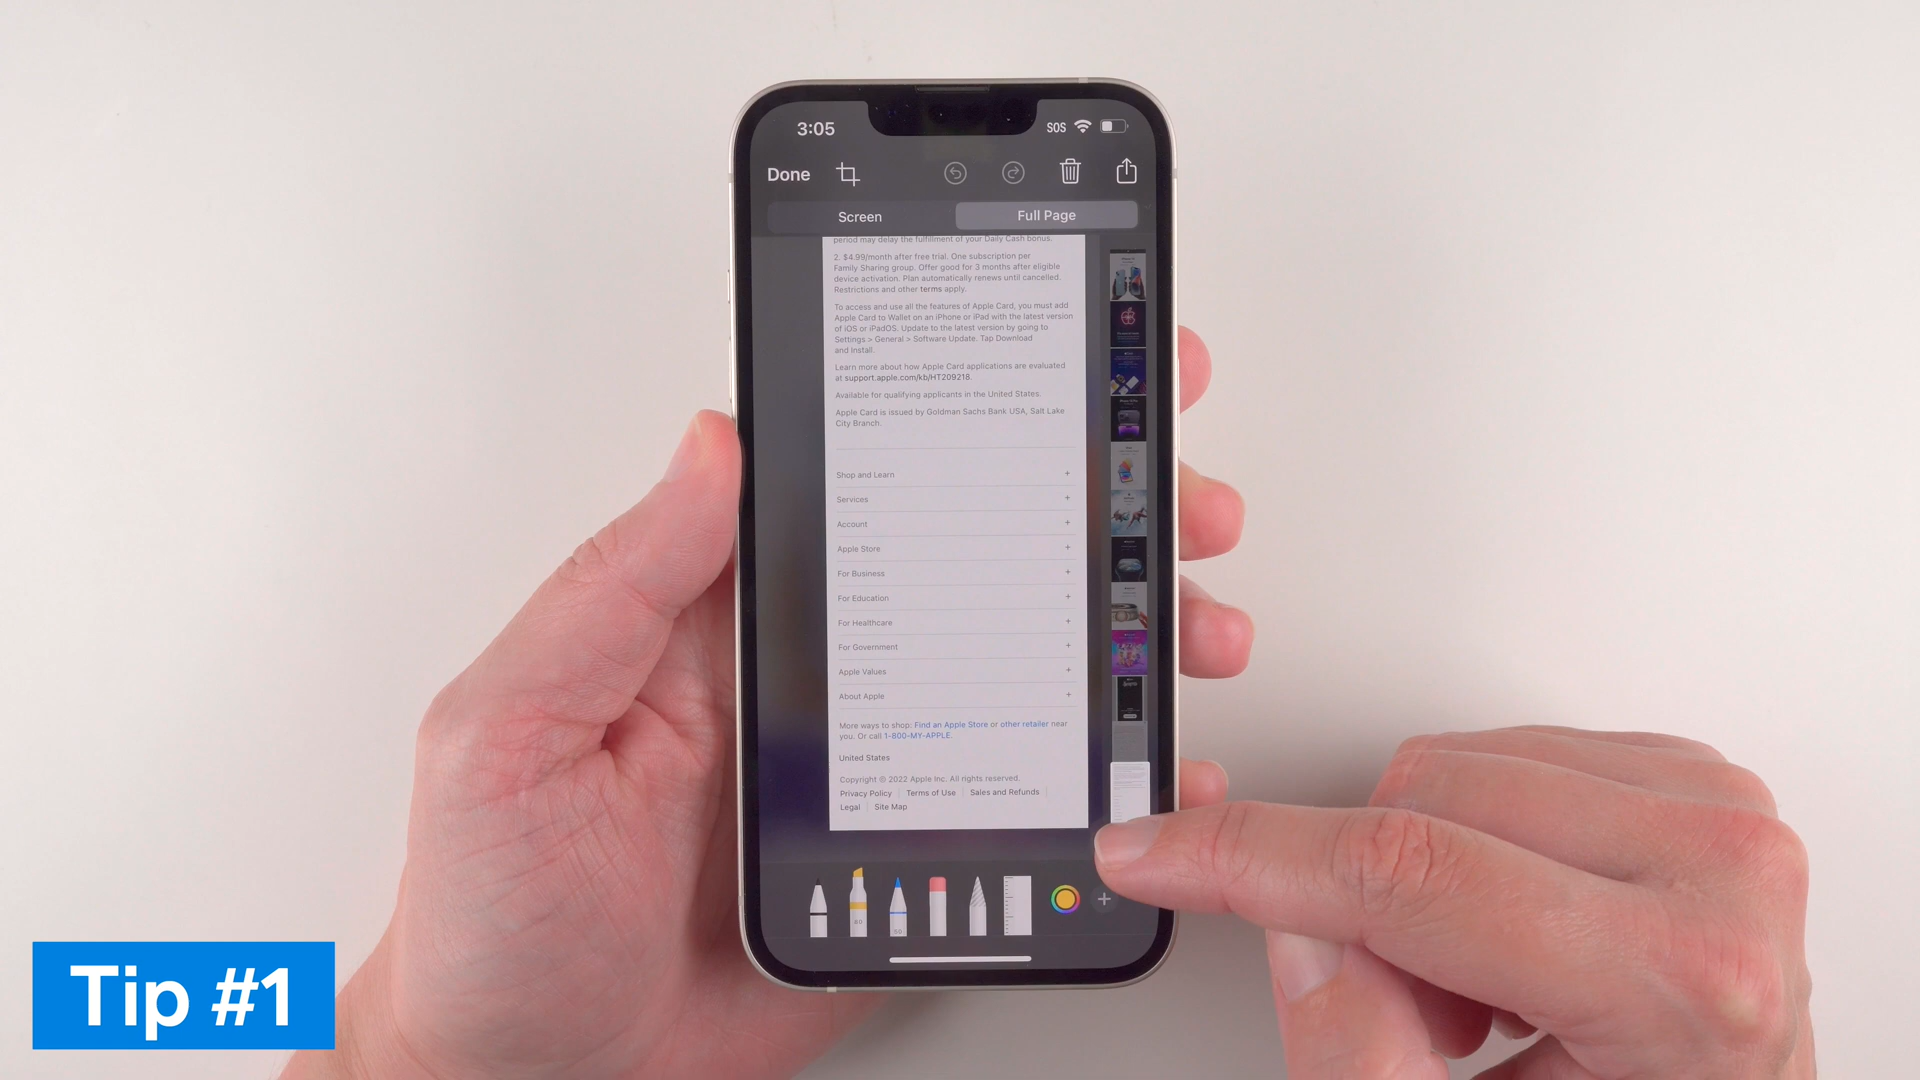 3:05
SOS
Done
Screen
Full Page
period may delay the fulfillment of your Daily Cash bonus.
2. $4.99/month after free trial. One subscription per
Family Sharing group. Offer good for 3 months after eligible
device activation. Plan automatically renews until cancelled.
Restrictions and other terms apply.
To access and use all the features of Apple Card, you must add
Apple Card to Wallet on an iPhone or iPad with the latest version
of iOS or iPadOS. Update to the latest version by going to
Settings > General > Software Update. Tap Download
and install.
Learn more about how Apple Card applications are evaluated
at support.apple.com/kb/HT209218.
Available for qualifying applicants in the United States.
Apple Card is issued by Goldman Sachs Bank USA, Salt Lake
City Branch.
Shop and Learn +
Services +
Account +
Apple Store +
For Business +
For Education +
For Healthcare +
For Government +
Apple Values +
About Apple +
More ways to shop: Find an Apple Store or other retailer near
you. Or call 1-800-MY-APPLE.
United States
Copyright © 2022 Apple Inc. All rights reserved.
Privacy Policy | Terms of Use | Sales and Refunds |
Legal | Site Map
80
50
Tip #1